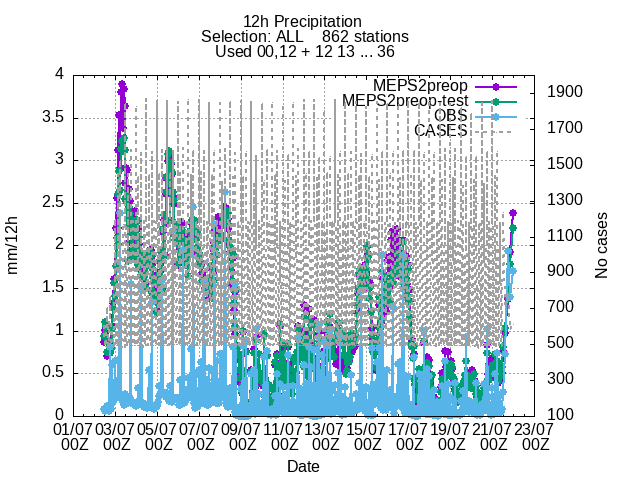 12h Precipitation
Selection: ALL    862 stations
Used 00,12 + 12 13 ... 36
MEPS2preop
MEPS2preop-test
OBS
CASES
4
3.5
3
2.5
2
1.5
1
0.5
0
mm/12h
1900
1700
1500
1300
1100
900
700
500
300
100
No cases
01/07 03/07 05/07 07/07 09/07 11/07 13/07 15/07 17/07 19/07 21/07 23/07
00Z 00Z 00Z 00Z 00Z 00Z 00Z 00Z 00Z 00Z 00Z 00Z
Date